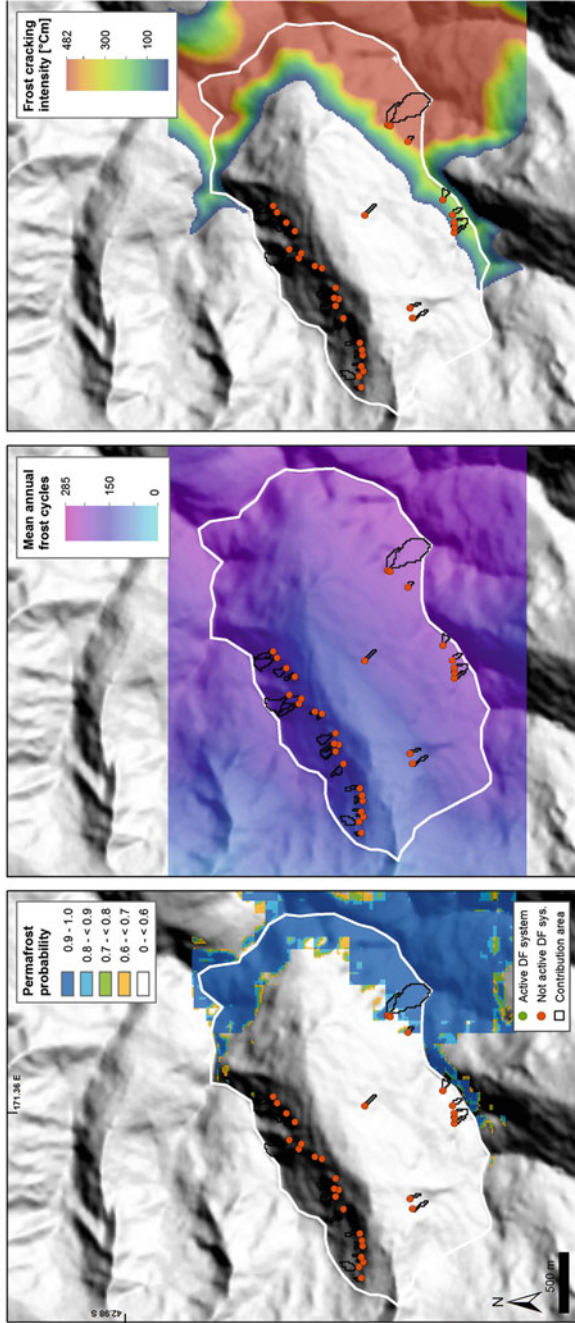 171.36 E
42.98 S
Permafrost
probability
0.9 - 1.0
0.8 - < 0.9
0.7 - < 0.8
0.6 - < 0.7
0 - < 0.6
N
500 m
Active DF system
Not active DF sys.
Contribution area
Mean annual
frost cycles
285
150
0
Frost cracking
intensity [°Cm]
482
300
100